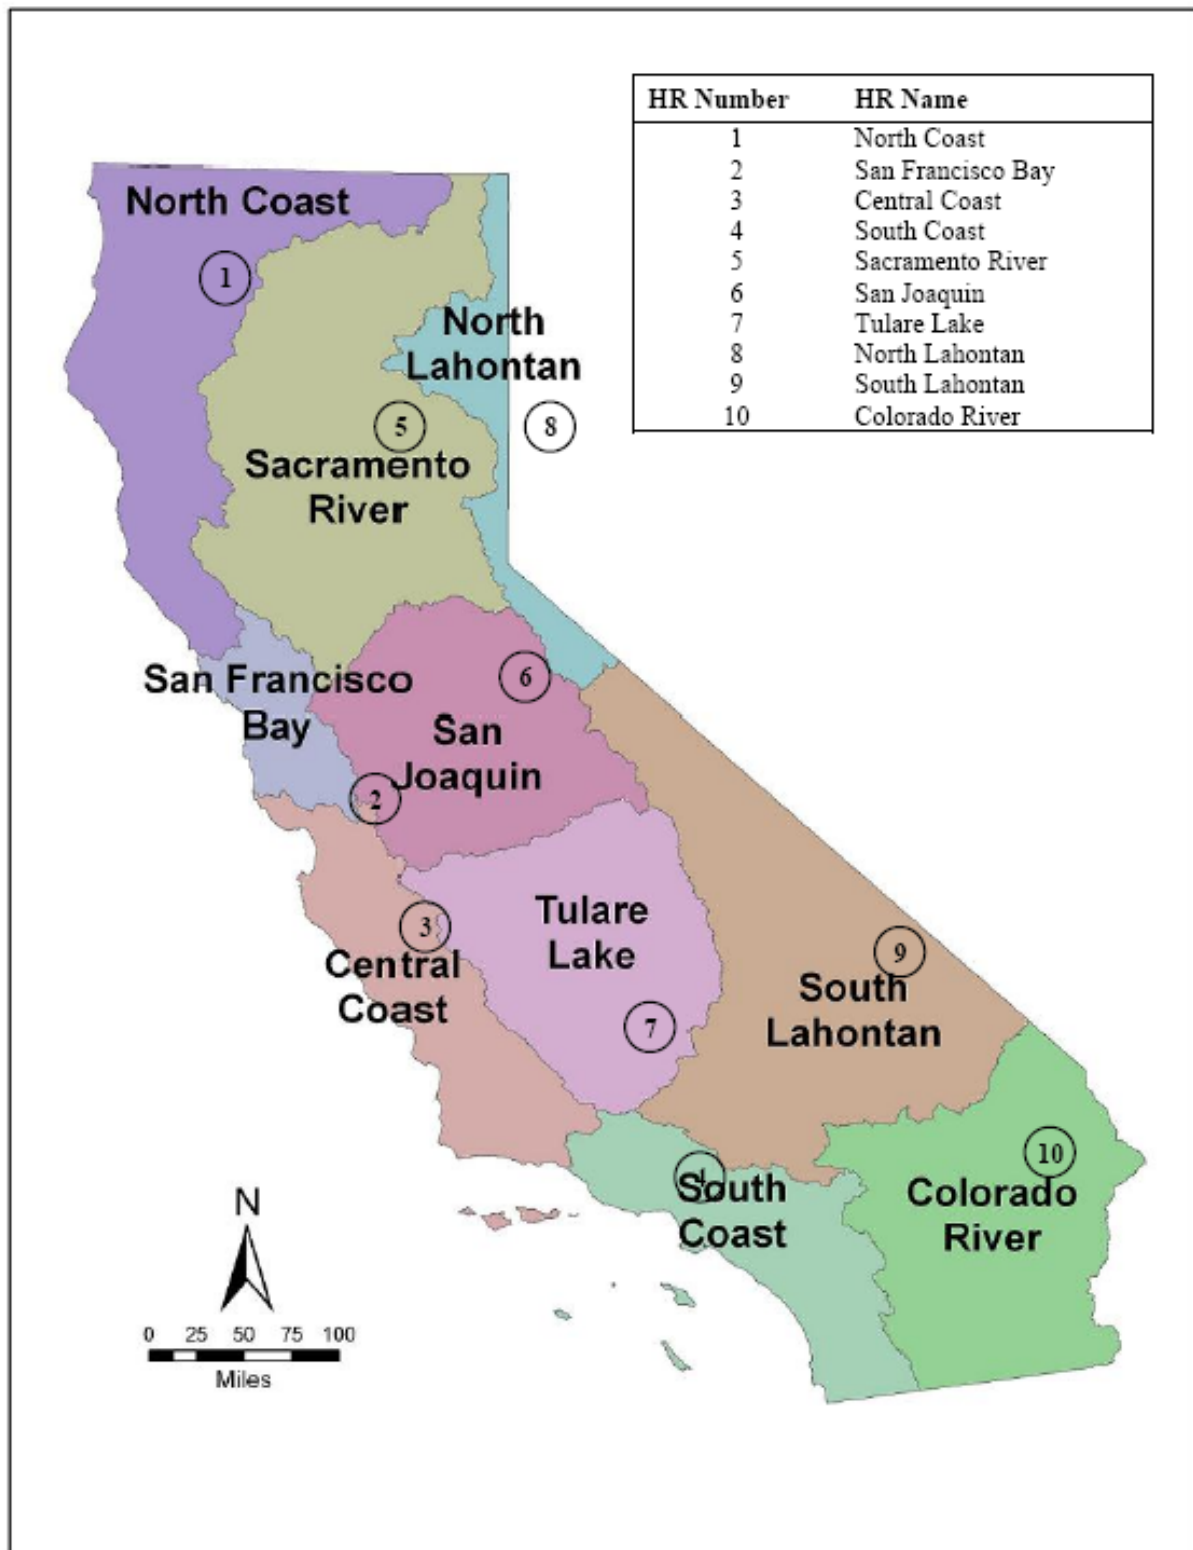 HR Number HR Name
1 North Coast
2 San Francisco Bay
3 Central Coast
4 South Coast
5 Sacramento River
6 San Joaquin
7 Tulare Lake
8 North Lahontan
9 South Lahontan
10 Colorado River
North Coast
1
North
Lahontan
8
5
Sacramento
River
San Francisco
Bay
2
6
San
Joaquin
3
Central
Coast
Tulare
Lake
7
9
South
Lahontan
4
South
Coast
10
Colorado
River
N
0 25 50 75 100
Miles